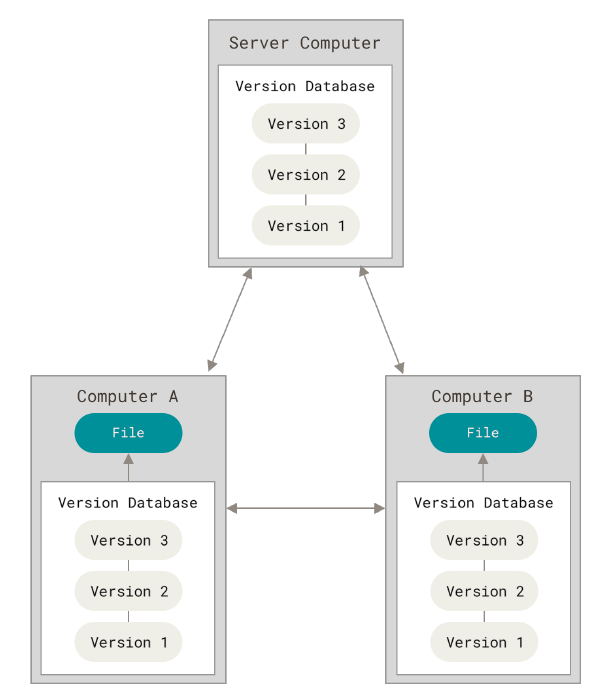 Server Computer
Version Database
Version 3
Version 2
Version 1
Computer A
File
Version Database
Version 3
Version 2
Version 1
Computer B
File
Version Database
Version 3
Version 2
Version 1